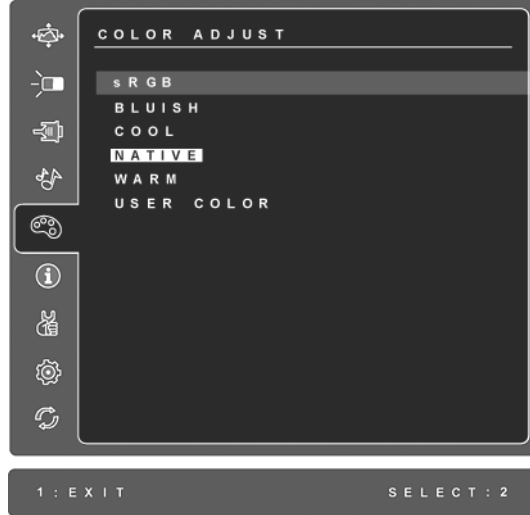 COLOR ADJUST
sRGB
BLUISH
COOL
NATIVE
WARM
USER COLOR
1:EXIT SELECT:2